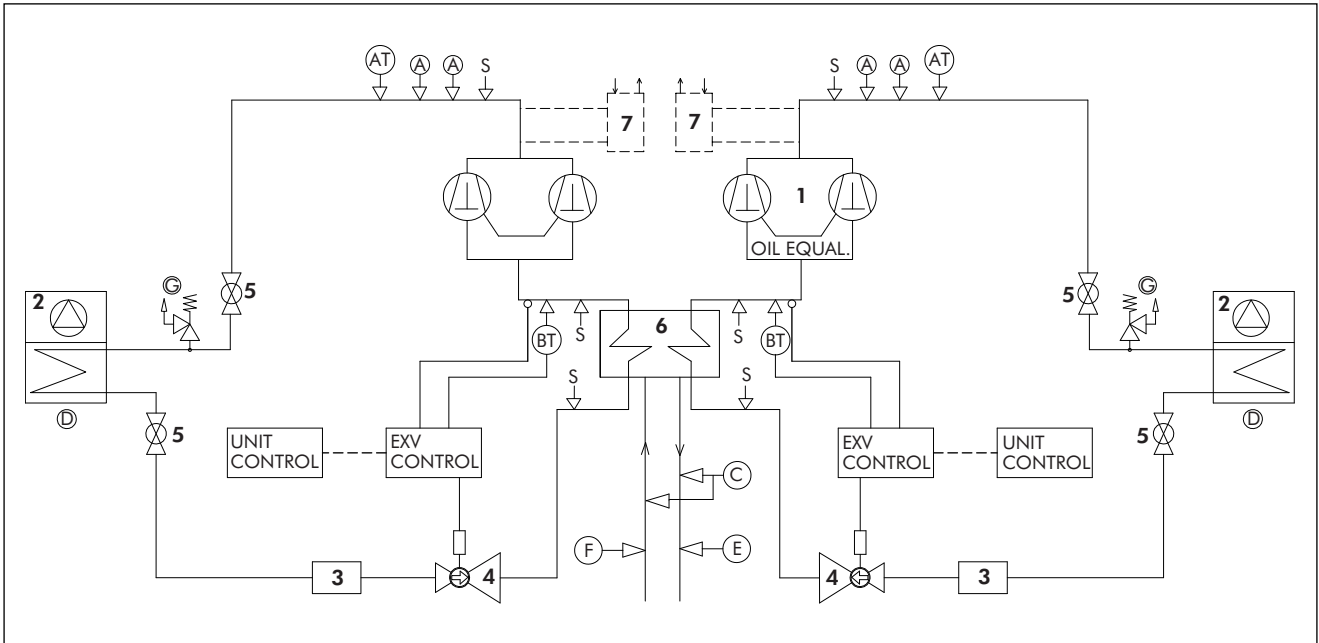 AT A A S
S A A AT
7 7
1
OIL EQUAL.
G G
5 5
2 2
6
BT S S BT
S S
D D
5 5
UNIT CONTROL
EXV CONTROL
EXV CONTROL
UNIT CONTROL
C
F E
3 4 4 3